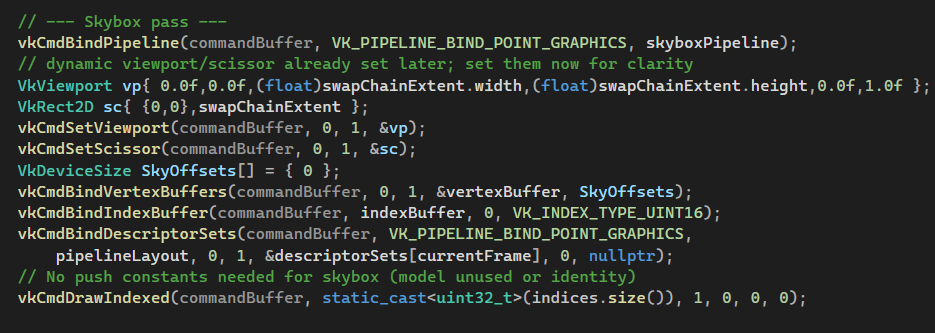 // --- Skybox pass ---
vkCmdBindPipeline(commandBuffer, VK_PIPELINE_BIND_POINT_GRAPHICS, skyboxPipeline);
// dynamic viewport/scissor already set later; set them now for clarity
VkViewport vp{ 0.0f,0.0f,(float)swapChainExtent.width,(float)swapChainExtent.height,0.0f,1.0f };
VkRect2D sc{ {0,0},swapChainExtent };
vkCmdSetViewport(commandBuffer, 0, 1, &vp);
vkCmdSetScissor(commandBuffer, 0, 1, &sc);
VkDeviceSize SkyOffsets[] = { 0 };
vkCmdBindVertexBuffers(commandBuffer, 0, 1, &vertexBuffer, SkyOffsets);
vkCmdBindIndexBuffer(commandBuffer, indexBuffer, 0, VK_INDEX_TYPE_UINT16);
vkCmdBindDescriptorSets(commandBuffer, VK_PIPELINE_BIND_POINT_GRAPHICS,
    pipelineLayout, 0, 1, &descriptorSets[currentFrame], 0, nullptr);
// No push constants needed for skybox (model unused or identity)
vkCmdDrawIndexed(commandBuffer, static_cast<uint32_t>(indices.size()), 1, 0, 0, 0);